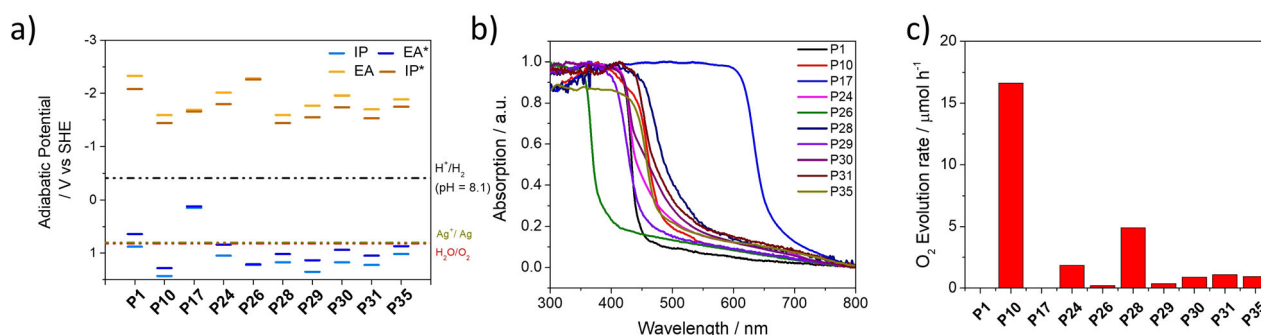 a)
Adiabatic Potential
/ V vs SHE
-3
-2
-1
0
1
IP
EA*
EA
IP*
H⁺/H₂
(pH = 8.1)
Ag⁺/ Ag
H₂O/O₂
P1 P10 P17 P24 P26 P28 P29 P30 P31 P35
b)
Absorption / a.u.
1.0
0.8
0.6
0.4
0.2
0.0
P1
P10
P17
P24
P26
P28
P29
P30
P31
P35
300 400 500 600 700 800
Wavelength / nm
c)
O₂ Evolution rate / μmol h⁻¹
20
15
10
5
0
P1 P10 P17 P24 P26 P28 P29 P30 P31 P35